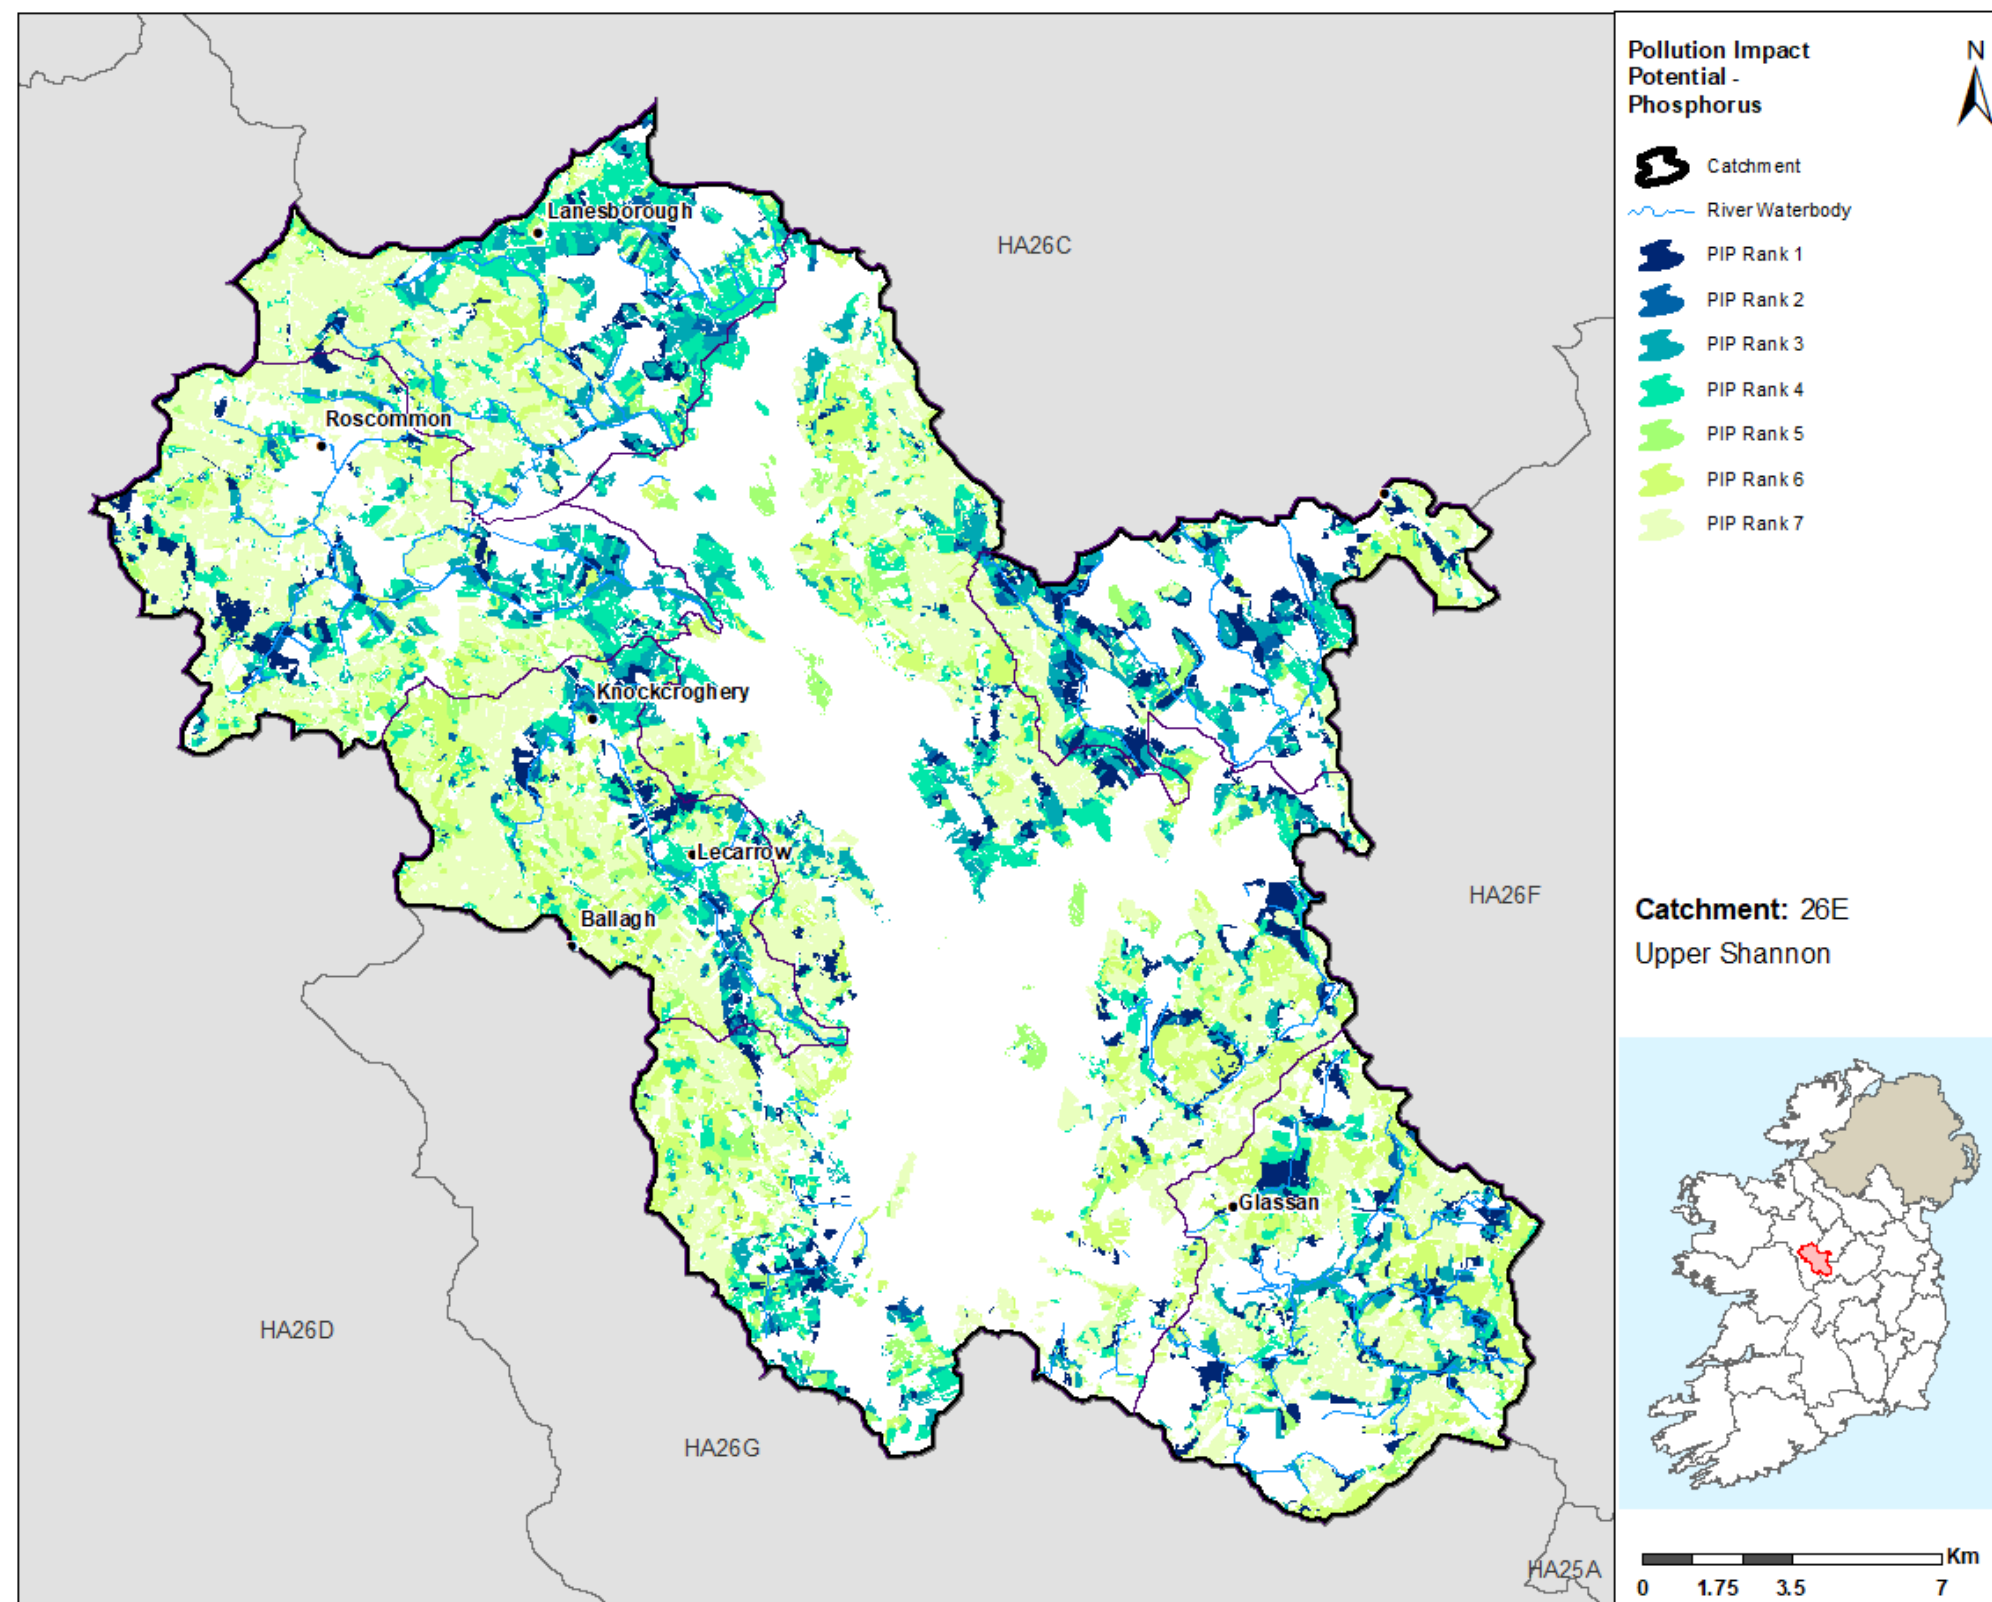 Pollution Impact
Potential -
Phosphorus
N
Catchment
River Waterbody
PIP Rank 1
PIP Rank 2
PIP Rank 3
PIP Rank 4
PIP Rank 5
PIP Rank 6
PIP Rank 7
Catchment: 26E
Upper Shannon
Km
0 1.75 3.5 7
Lanesborough
HA26C
Roscommon
Knockcroghery
Lecarrow
HA26F
Ballagh
Glassan
HA26D
HA26G
HA25A